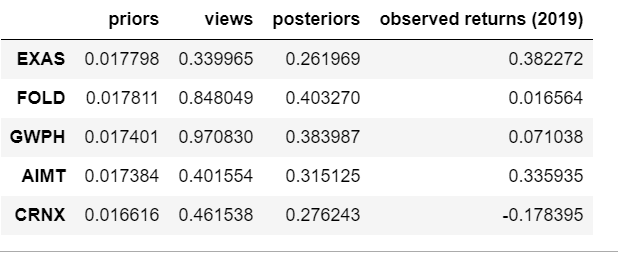 priors views posteriors observed returns (2019)
EXAS 0.017798 0.339965 0.261969 0.382272
FOLD 0.017811 0.848049 0.403270 0.016564
GWPH 0.017401 0.970830 0.383987 0.071038
AIMT 0.017384 0.401554 0.315125 0.335935
CRNX 0.016616 0.461538 0.276243 -0.178395